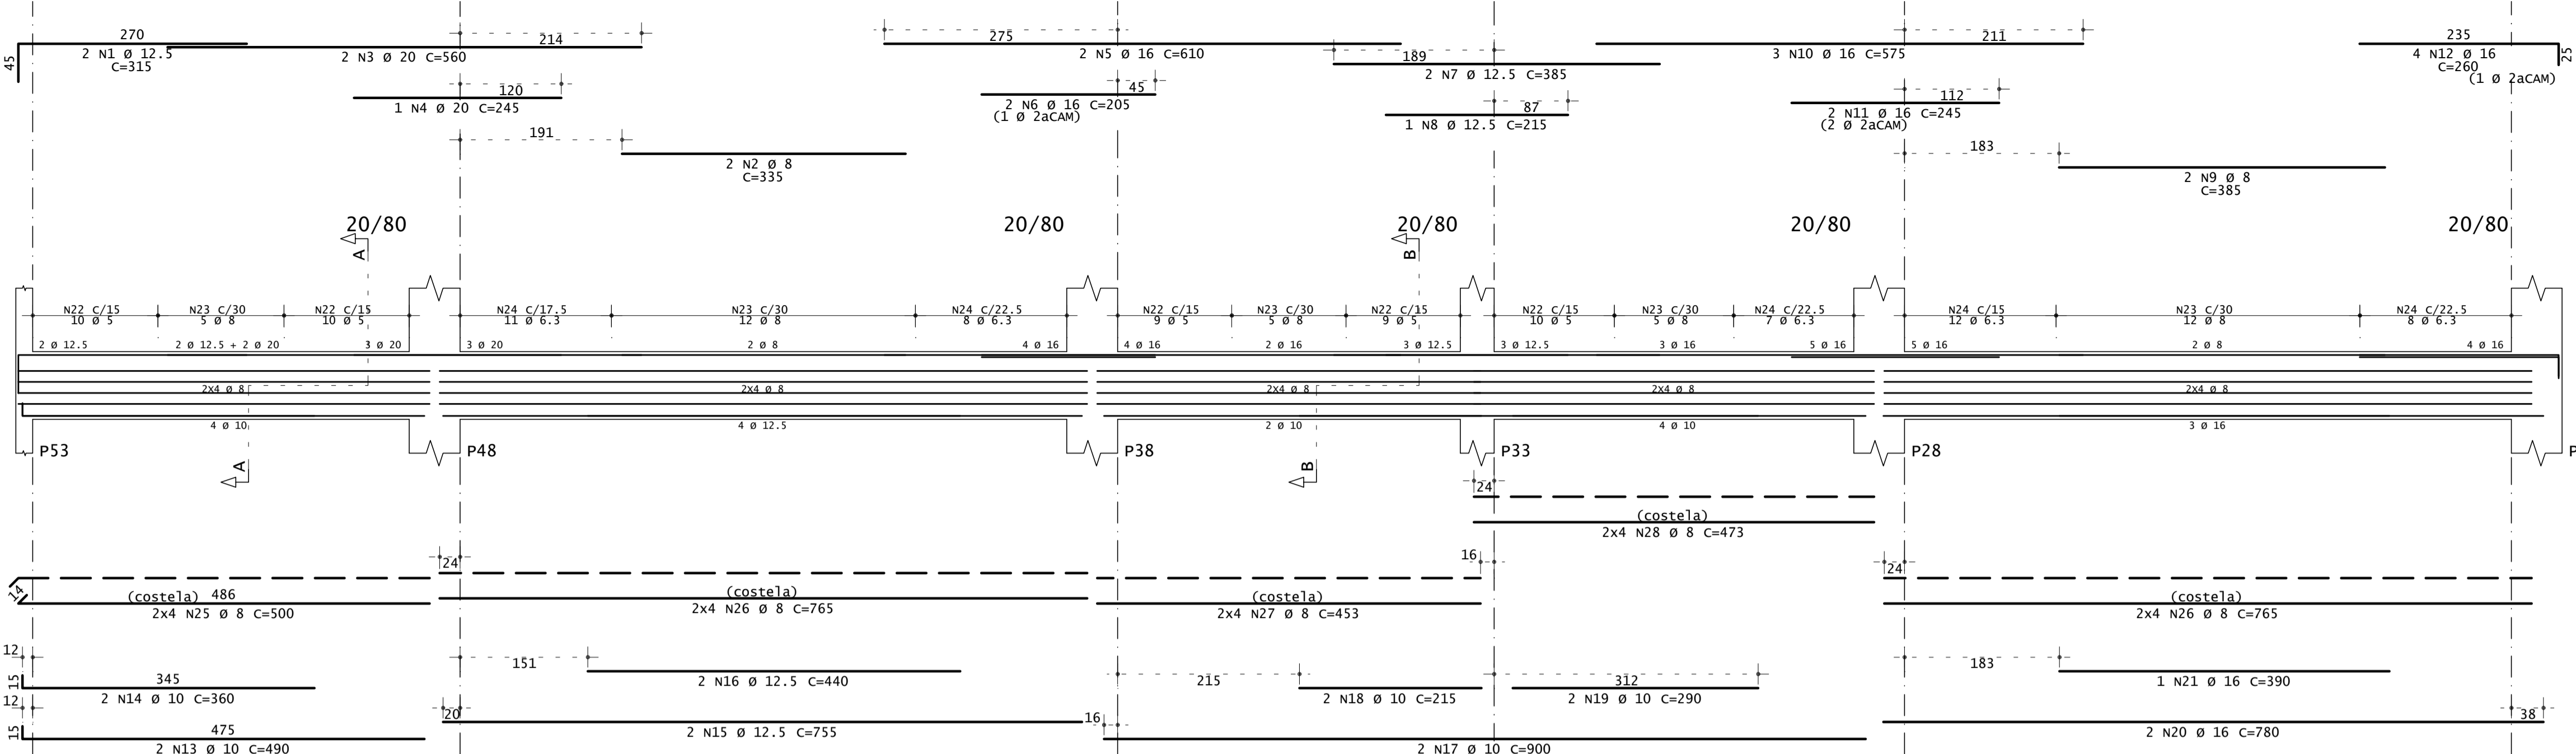 270
2 N1 Ø 12.5
C=315
45
2 N3 Ø 20 C=560
214
120
1 N4 Ø 20 C=245
191
2 N2 Ø 8
C=335
275
2 N5 Ø 16 C=610
45
2 N6 Ø 16 C=205
(1 Ø 2aCAM)
189
2 N7 Ø 12.5 C=385
87
1 N8 Ø 12.5 C=215
211
3 N10 Ø 16 C=575
112
2 N11 Ø 16 C=245
(2 Ø 2aCAM)
183
2 N9 Ø 8
C=385
235
4 N12 Ø 16
C=260
(1 Ø 2aCAM)
25
20/80
20/80
20/80
20/80
20/80
A
B
N22 C/15
10 Ø 5
N23 C/30
5 Ø 8
N22 C/15
10 Ø 5
N24 C/17.5
11 Ø 6.3
N23 C/30
12 Ø 8
N24 C/22.5
8 Ø 6.3
N22 C/15
9 Ø 5
N23 C/30
5 Ø 8
N22 C/15
9 Ø 5
N22 C/15
10 Ø 5
N23 C/30
5 Ø 8
N24 C/22.5
7 Ø 6.3
N24 C/15
12 Ø 6.3
N23 C/30
12 Ø 8
N24 C/22.5
8 Ø 6.3
2 Ø 12.5
2 Ø 12.5 + 2 Ø 20
3 Ø 20
3 Ø 20
2 Ø 8
4 Ø 16
4 Ø 16
2 Ø 16
3 Ø 12.5
3 Ø 12.5
3 Ø 16
5 Ø 16
5 Ø 16
2 Ø 8
4 Ø 16
2x4 Ø 8
2x4 Ø 8
2x4 Ø 8
2x4 Ø 8
2x4 Ø 8
4 Ø 10
4 Ø 12.5
2 Ø 10
4 Ø 10
3 Ø 16
P53
P48
P38
P33
P28
P
A
B
24
(costela)
2x4 N28 Ø 8 C=473
14
(costela) 486
2x4 N25 Ø 8 C=500
24
(costela)
2x4 N26 Ø 8 C=765
16
(costela)
2x4 N27 Ø 8 C=453
24
(costela)
2x4 N26 Ø 8 C=765
12
15
345
2 N14 Ø 10 C=360
151
2 N16 Ø 12.5 C=440
215
2 N18 Ø 10 C=215
312
2 N19 Ø 10 C=290
183
1 N21 Ø 16 C=390
12
15
475
2 N13 Ø 10 C=490
20
2 N15 Ø 12.5 C=755
16
2 N17 Ø 10 C=900
2 N20 Ø 16 C=780
38